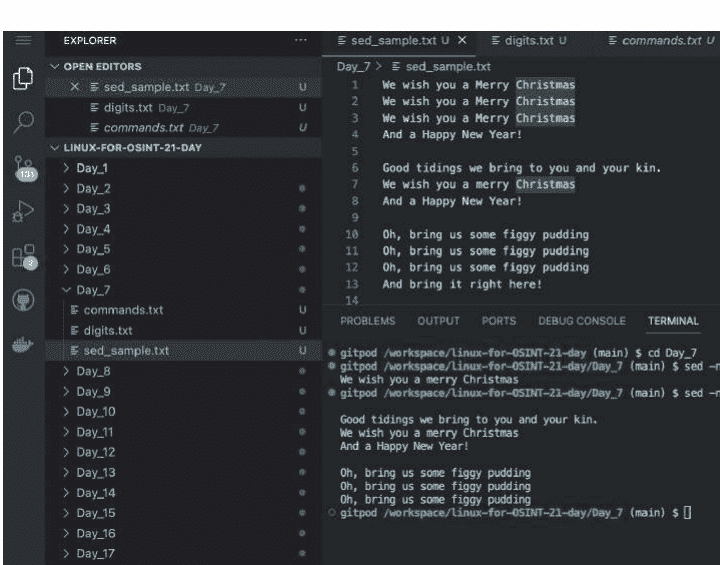 EXPLORER
OPEN EDITORS
sed_sample.txt Day_7 U
digits.txt Day_7 U
commands.txt Day_7 U
LINUX-FOR-OSINT-21-DAY
Day_1
Day_2
Day_3
Day_4
Day_5
Day_6
Day_7
commands.txt U
digits.txt U
sed_sample.txt U
Day_8
Day_9
Day_10
Day_11
Day_12
Day_13
Day_14
Day_15
Day_16
Day_17
sed_sample.txt U
digits.txt U
commands.txt U
Day_7 > sed_sample.txt
1 We wish you a Merry Christmas
2 We wish you a Merry Christmas
3 We wish you a Merry Christmas
4 And a Happy New Year!
5
6 Good tidings we bring to you and your kin.
7 We wish you a merry Christmas
8 And a Happy New Year!
9
10 Oh, bring us some figgy pudding
11 Oh, bring us some figgy pudding
12 Oh, bring us some figgy pudding
13 And bring it right here!
14
PROBLEMS OUTPUT PORTS DEBUG CONSOLE TERMINAL
gitpod /workspace/linux-for-OSINT-21-day (main) $ cd Day_7
gitpod /workspace/linux-for-OSINT-21-day/Day_7 (main) $ sed -n
We wish you a merry Christmas
gitpod /workspace/linux-for-OSINT-21-day/Day_7 (main) $ sed -n
Good tidings we bring to you and your kin.
We wish you a merry Christmas
And a Happy New Year!
Oh, bring us some figgy pudding
Oh, bring us some figgy pudding
Oh, bring us some figgy pudding
gitpod /workspace/linux-for-OSINT-21-day/Day_7 (main) $